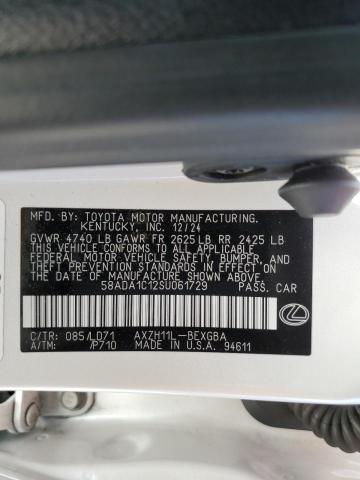 MFD. BY: TOYOTA MOTOR MANUFACTURING,
KENTUCKY, INC. 12/24
GVWR 4740 LB GAWR FR 2625 LB RR 2425 LB
THIS VEHICLE CONFORMS TO ALL APPLICABLE
FEDERAL MOTOR VEHICLE SAFETY, BUMPER, AND
THEFT PREVENTION STANDARDS IN EFFECT ON
THE DATE OF MANUFACTURE SHOWN ABOVE.
58ADA1C12SU061729 PASS. CAR
C/TR: 085/LD71 AXZH11L-BEXGBA
A/TM: /P710 MADE IN U.S.A. 94611